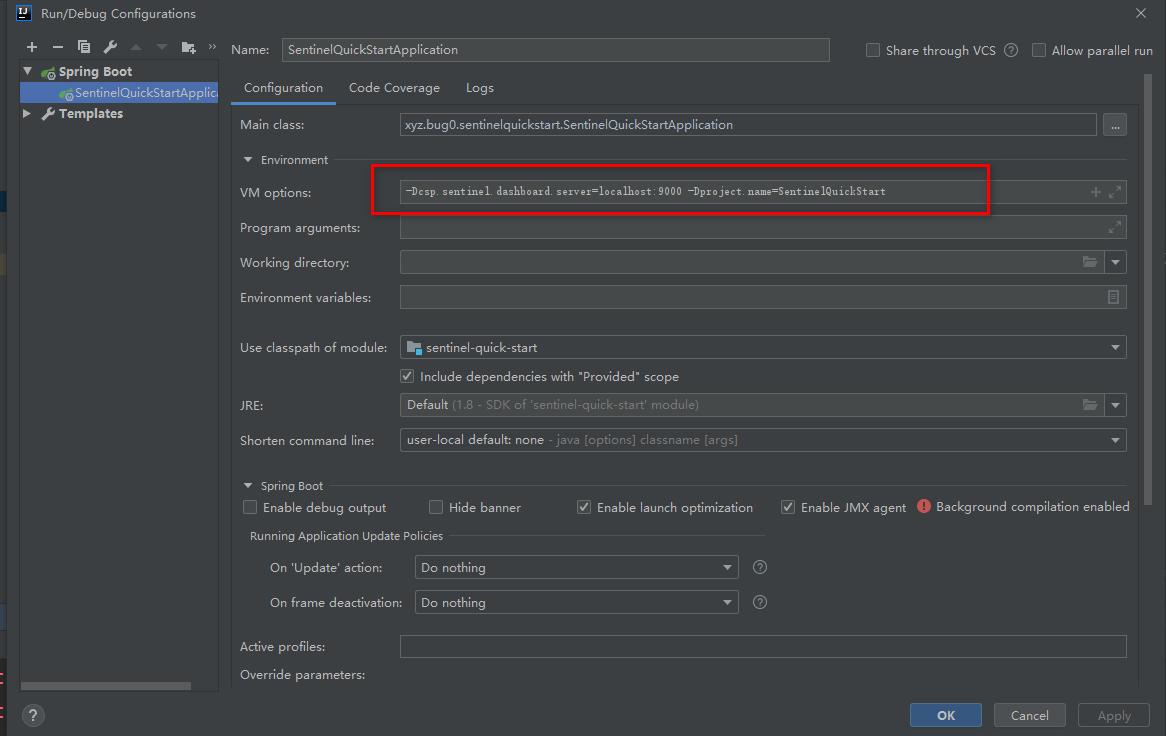 Run/Debug Configurations
Name: SentinelQuickStartApplication
Share through VCS
Allow parallel run
Spring Boot
SentinelQuickStartApplic
Templates
Configuration Code Coverage Logs
Main class: xyz.bug0.sentinelquickstart.SentinelQuickStartApplication ...
Environment
VM options: -Dcsp.sentinel.dashboard.server=localhost:9000 -Dproject.name=SentinelQuickStart
Program arguments:
Working directory:
Environment variables:
Use classpath of module: sentinel-quick-start
Include dependencies with "Provided" scope
JRE: Default (1.8 - SDK of 'sentinel-quick-start' module)
Shorten command line: user-local default: none - java [options] classname [args]
Spring Boot
Enable debug output Hide banner Enable launch optimization Enable JMX agent Background compilation enabled
Running Application Update Policies
On 'Update' action: Do nothing
On frame deactivation: Do nothing
Active profiles:
Override parameters:
OK Cancel Apply